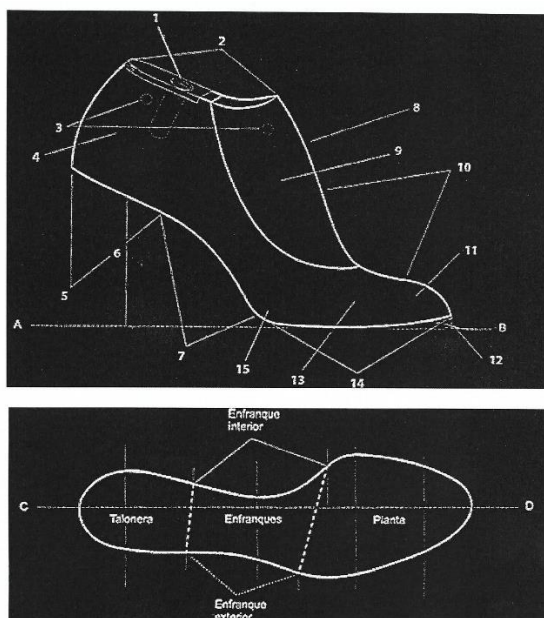 1
2
3
4
5
6
7
8
9
10
11
12
13
14
15
A
B
Enfranque
interior
C
Talonera
Enfranques
Planta
D
Enfranque
exterior